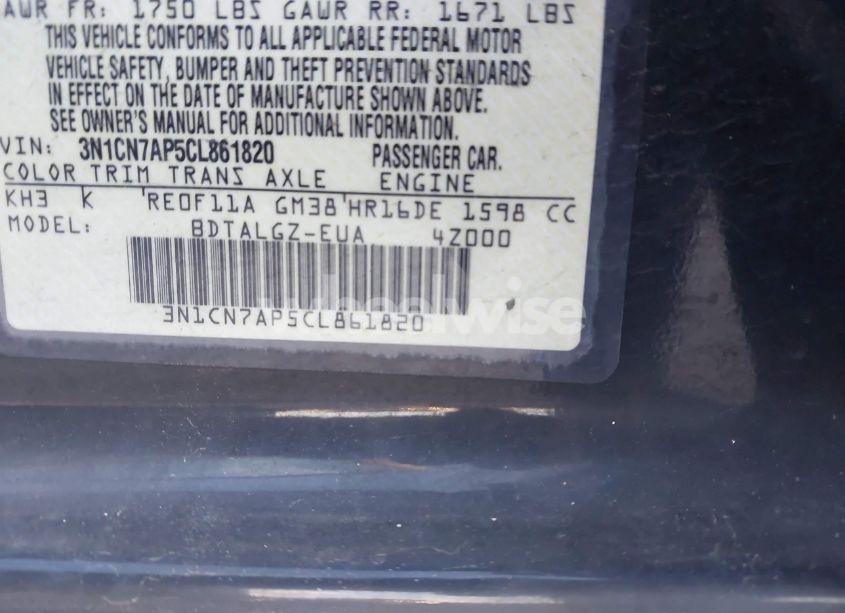 GAWR FR: 1750 LBS GAWR RR: 1671 LBS
THIS VEHICLE CONFORMS TO ALL APPLICABLE FEDERAL MOTOR
VEHICLE SAFETY, BUMPER AND THEFT PREVENTION STANDARDS
IN EFFECT ON THE DATE OF MANUFACTURE SHOWN ABOVE.
SEE OWNER'S MANUAL FOR ADDITIONAL INFORMATION.
VIN: 3N1CN7AP5CL861820 PASSENGER CAR.
COLOR TRIM TRANS AXLE ENGINE
KH3 K RE0F11A GM38 HR16DE 1598 CC
MODEL: BDTALGZ-EUA 4Z000
3N1CN7AP5CL861820
wheelwise